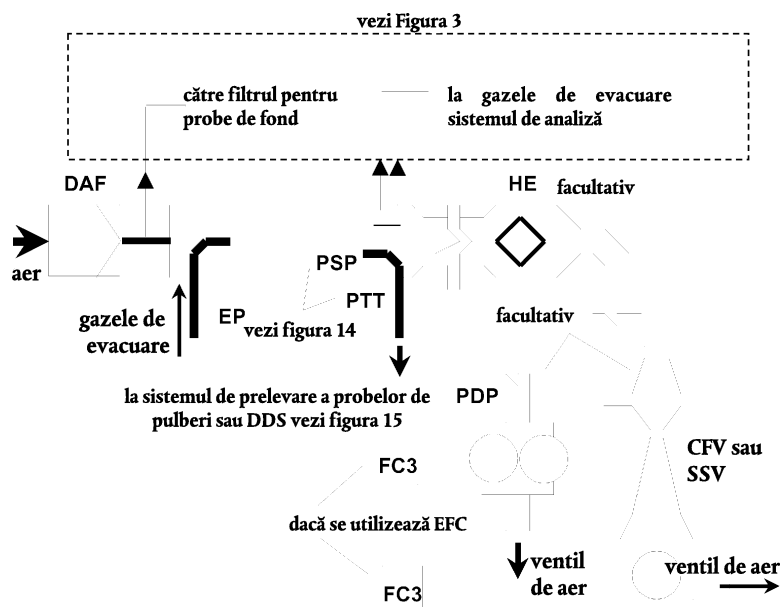 vezi Figura 3
către filtrul pentru
probe de fond
la gazele de evacuare
sistemul de analiză
DAF
HE facultativ
aer
PSP
PTT
EP
vezi figura 14
gazele de
evacuare
facultativ
la sistemul de prelevare a probelor de
pulberi sau DDS vezi figura 15
PDP
CFV sau
SSV
FC3
dacă se utilizează EFC
FC3
ventil
de aer
ventil de aer